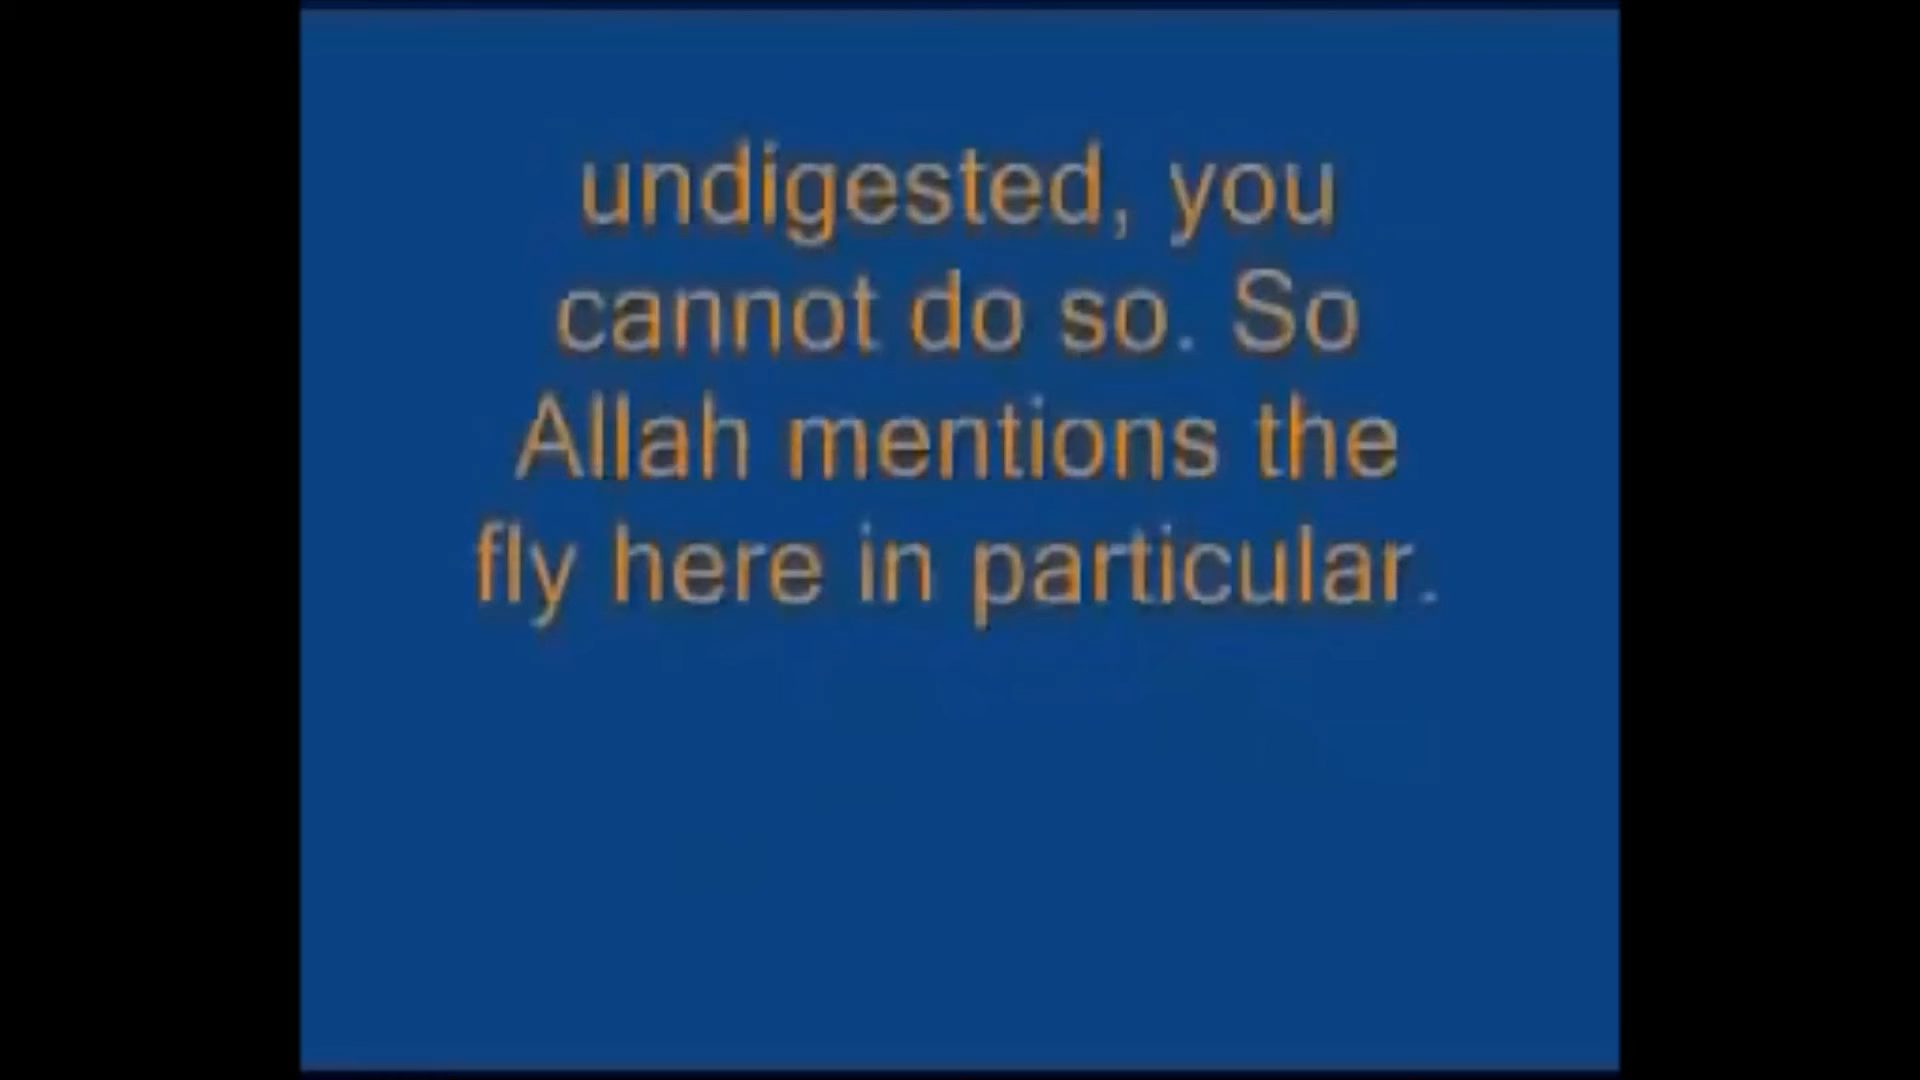 undigested, you
cannot do so. So
Allah mentions the
fly here in particular.